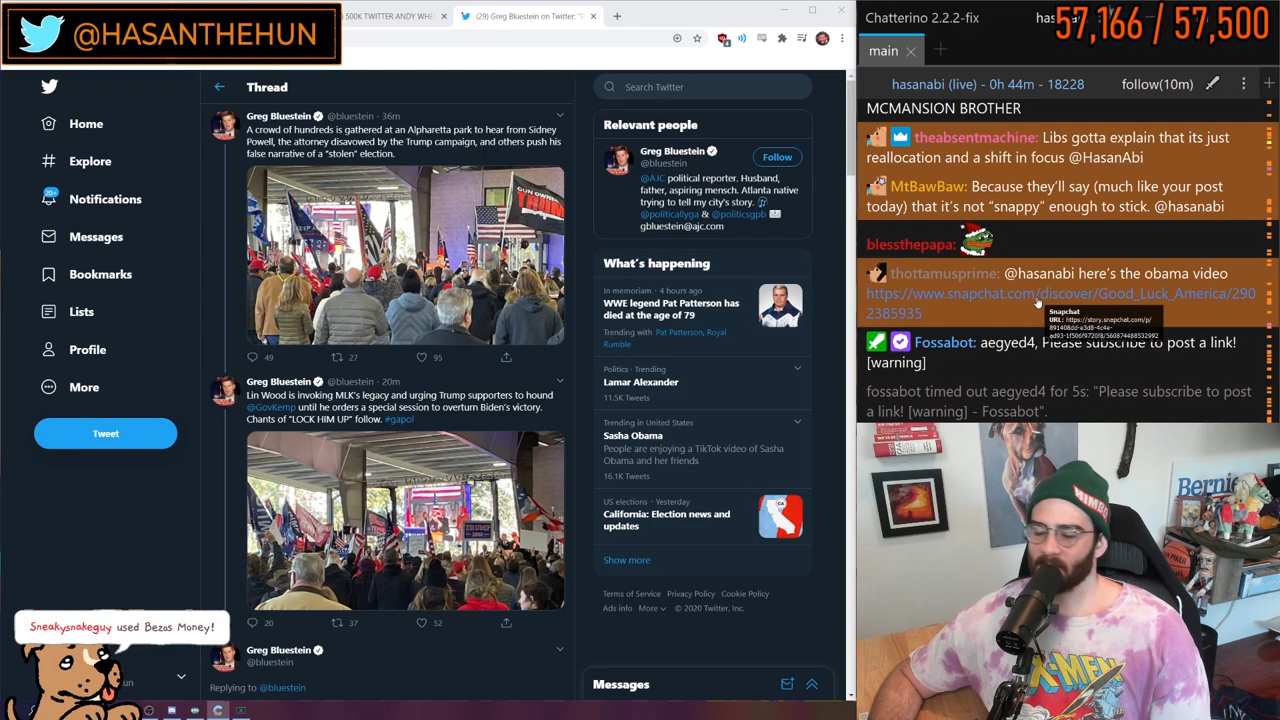 @HASANTHEHUN
500K TWITTER ANDY WHE
(29) Greg Bluestein on Twitter: "P
Home
Explore
20+
Notifications
Messages
Bookmarks
Lists
Profile
More
Tweet
Thread
Greg Bluestein @bluestein · 36m
A crowd of hundreds is gathered at an Alpharetta park to hear from Sidney
Powell, the attorney disavowed by the Trump campaign, and others push his
false narrative of a "stolen" election.
49 27 95
Greg Bluestein @bluestein · 20m
Lin Wood is invoking MLK's legacy and urging Trump supporters to hound
@GovKemp until he orders a special session to overturn Biden's victory.
Chants of "LOCK HIM UP" follow. #gapol
TRUMP
20 37 52
Greg Bluestein
@bluestein
Replying to @bluestein
Search Twitter
Relevant people
Greg Bluestein
@bluestein
Follow
@AJC political reporter. Husband,
father, aspiring mensch. Atlanta native
trying to tell my city's story.
@politicallyga & @politicsgpb
gbluestein@ajc.com
What's happening
In memoriam · 4 hours ago
WWE legend Pat Patterson has
died at the age of 79
Trending with Pat Patterson, Royal
Rumble
Politics · Trending
Lamar Alexander
11.5K Tweets
Trending in United States
Sasha Obama
People are enjoying a TikTok video of Sasha
Obama and her friends
16.1K Tweets
US elections · Yesterday
California: Election news and
updates
Show more
Terms of Service Privacy Policy Cookie Policy
Ads info More © 2020 Twitter, Inc.
Messages
Sneakysnakeguy used Bezos Money!
Chatterino 2.2.2-fix
57,166 / 57,500
main
hasanabi (live) - 0h 44m - 18228
follow(10m)
MCMANSION BROTHER
theabsentmachine: Libs gotta explain that its just
reallocation and a shift in focus @HasanAbi
MtBawBaw: Because they'll say (much like your post
today) that it's not "snappy" enough to stick. @hasanabi
blessthepapa:
thottamusprime: @hasanabi here's the obama video
https://www.snapchat.com/discover/Good_Luck_America/290
2385935
Snapchat
URL: https://story.snapchat.com/p/
Fossabot: aegyed4, Please subscribe to post a link!
[warning]
fossabot timed out aegyed4 for 5s: "Please subscribe to post
a link! [warning] - Fossabot".
Bernie
HIMBO
X-MEN